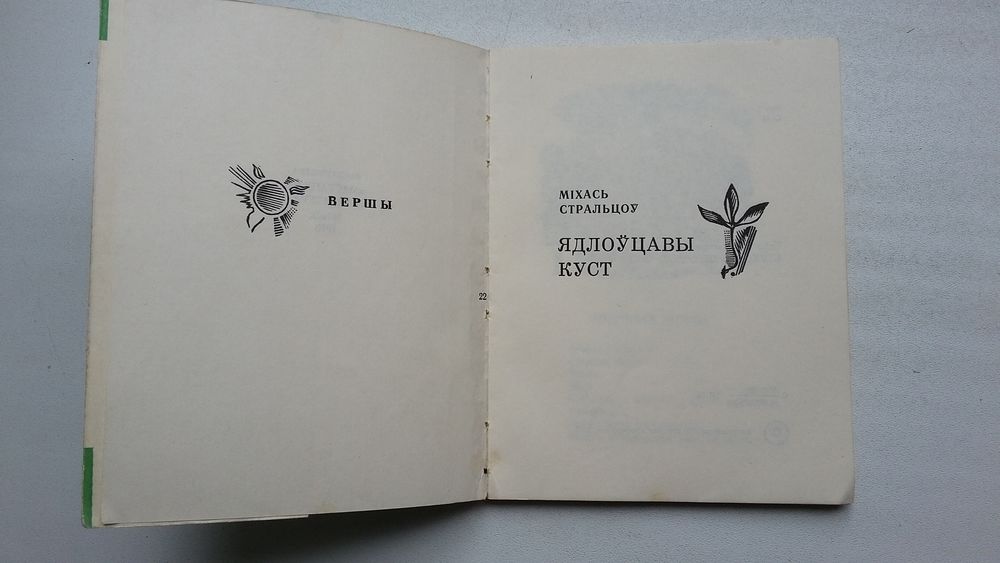 ВЕРШЫ
22
МІХАСЬ
СТРАЛЬЦОЎ
ЯДЛОЎЦАВЫ
КУСТ